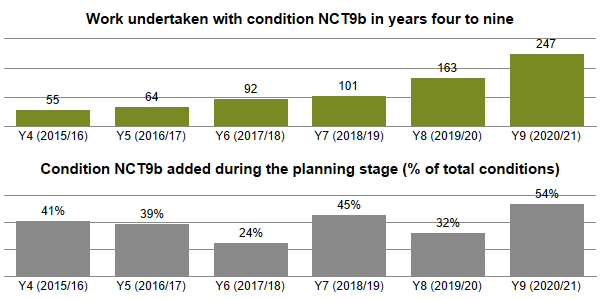 Work undertaken with condition NCT9b in years four to nine
55 64 92 101 163 247
Y4 (2015/16) Y5 (2016/17) Y6 (2017/18) Y7 (2018/19) Y8 (2019/20) Y9 (2020/21)
Condition NCT9b added during the planning stage (% of total conditions)
41% 39% 24% 45% 32% 54%
Y4 (2015/16) Y5 (2016/17) Y6 (2017/18) Y7 (2018/19) Y8 (2019/20) Y9 (2020/21)